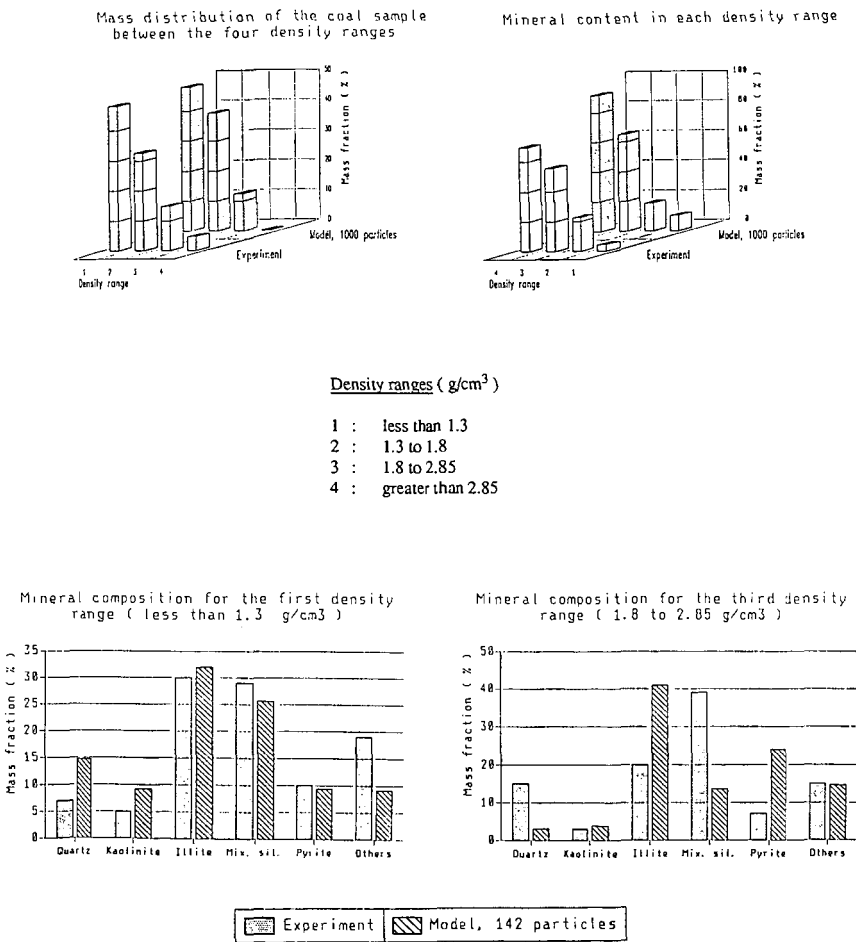 Mass distribution of the coal sample
between the four density ranges
50
40
30
20
10
0
Mass fraction ( % )
Model, 1000 particles
Experiment
1 2 3 4
Density range
Mineral content in each density range
100
80
60
40
20
0
Mass fraction ( % )
Model, 1000 particles
Experiment
4 3 2 1
Density range
Density ranges ( g/cm³ )
1 : less than 1.3
2 : 1.3 to 1.8
3 : 1.8 to 2.85
4 : greater than 2.85
Mineral composition for the first density
range ( less than 1.3 g/cm3 )
Mass fraction ( % )
35
30
25
20
15
10
5
0
Quartz Kaolinite Illite Mix. sil. Pyrite Others
Mineral composition for the third density
range ( 1.8 to 2.85 g/cm3 )
Mass fraction ( % )
50
40
30
20
10
0
Quartz Kaolinite Illite Mix. sil. Pyrite Others
Experiment Model, 142 particles